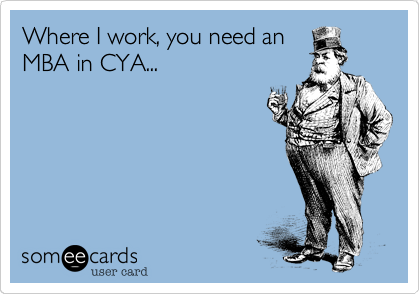 Where I work, you need an
MBA in CYA...
someecards
user card